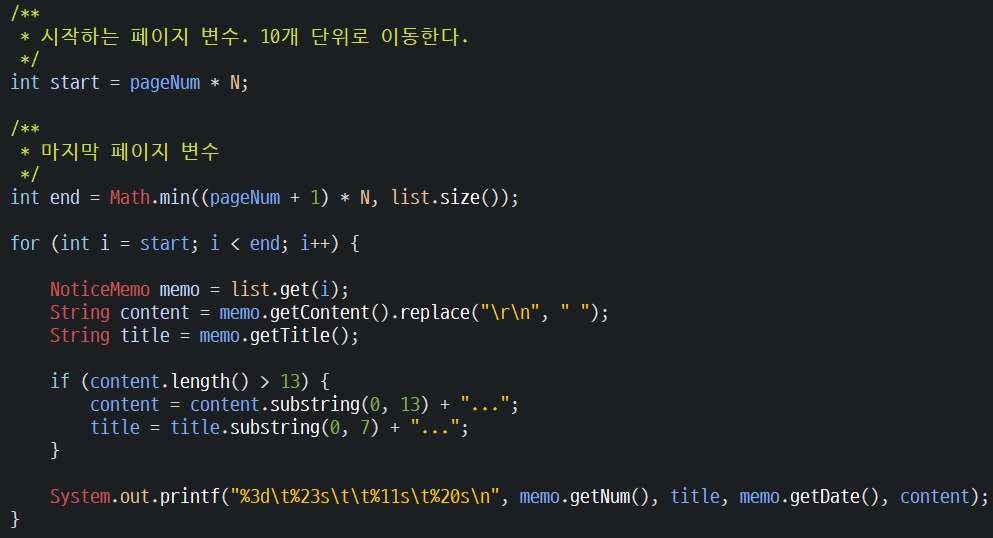 /**
 * 시작하는 페이지 변수. 10개 단위로 이동한다.
 */
int start = pageNum * N;
/**
 * 마지막 페이지 변수
 */
int end = Math.min((pageNum + 1) * N, list.size());
for (int i = start; i < end; i++) {
    NoticeMemo memo = list.get(i);
    String content = memo.getContent().replace("\r\n", " ");
    String title = memo.getTitle();
    if (content.length() > 13) {
        content = content.substring(0, 13) + "...";
        title = title.substring(0, 7) + "...";
    }
    System.out.printf("%3d\t%23s\t\t%11s\t%20s\n", memo.getNum(), title, memo.getDate(), content);
}